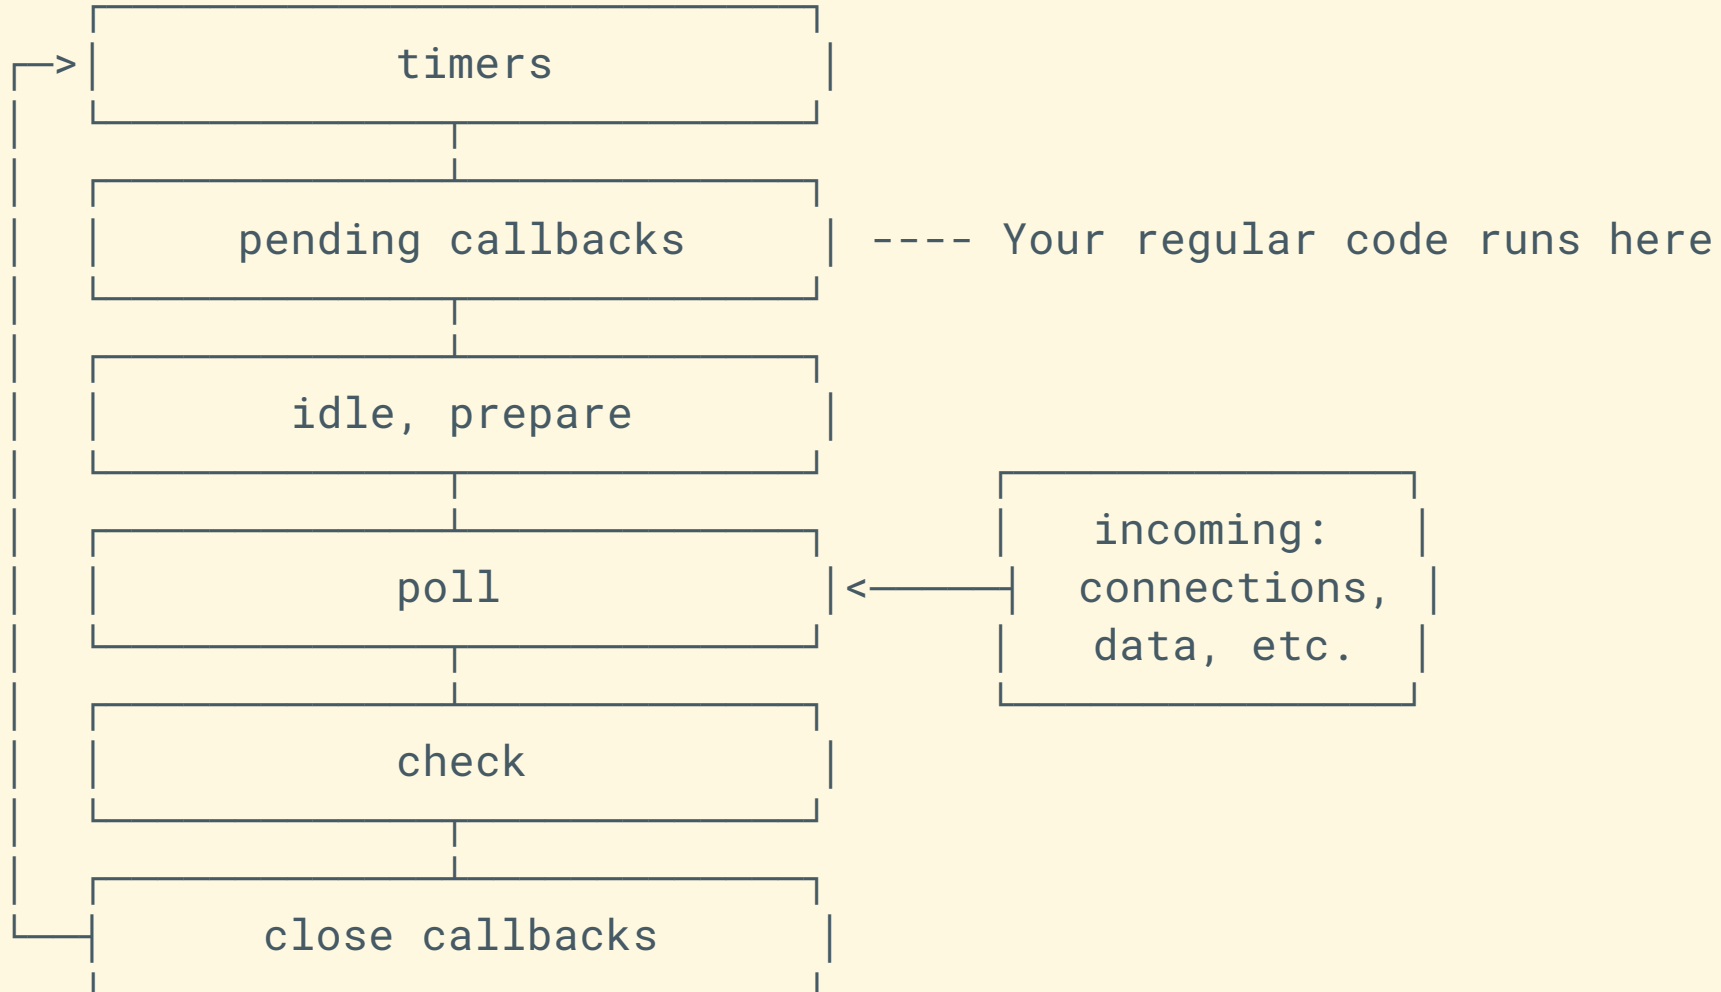 timers
pending callbacks ---- Your regular code runs here
idle, prepare
incoming:
poll
connections,
data, etc.
check
close callbacks